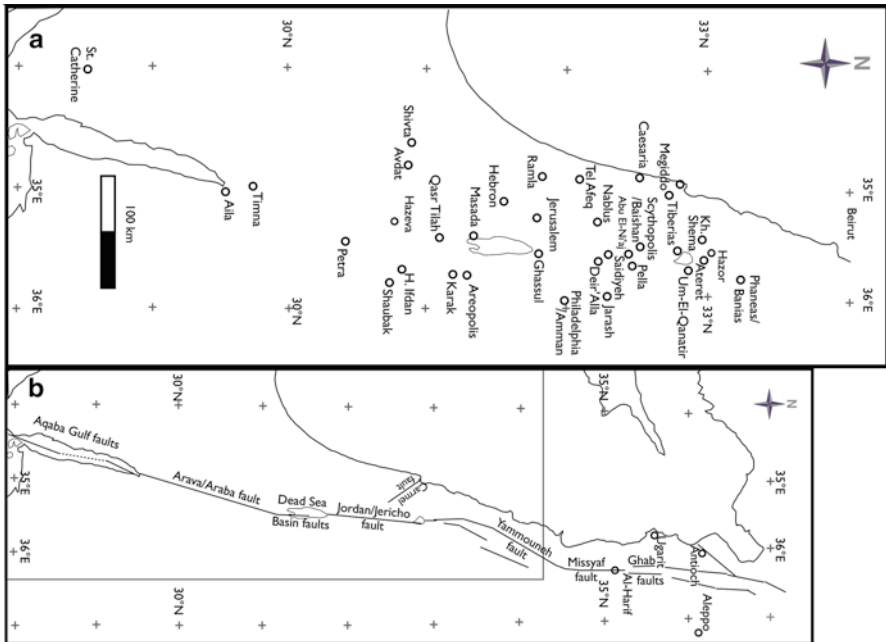 a
N
30°N
33°N
St.
Catherine
Shivta
Avdat
Ramla
Hebron
Tel Afeq
Caesaria
Megiddo
35°E
35°E
Beirut
Aila
Timna
Hazeva
Qasr Tilah
Masada
Jerusalem
Nablus
Abu El-Ni'aj
Scythopolis
/Baishan
Tiberias
Kh.
Shema
Hazor
Ateret
Phaneas/
Banias
Petra
H. Ifdan
Shaubak
Karak
Areopolis
Ghassul
Deir'Alla
Saidiyeh
Pella
Jarash
Philadelphia
/Amman
Um-El-Qanatir
36°E
36°E
30°N
33°N
100 km
b
N
30°N
35°N
Aqaba Gulf faults
35°E
35°E
Arava/Araba fault
Dead Sea
Basin faults
Jordan/Jericho
fault
Carmel
fault
Yammouneh
fault
Missyaf
fault
Ghab
faults
Al-Harif
Ugarit
Antioch
Aleppo
36°E
36°E
30°N
35°N